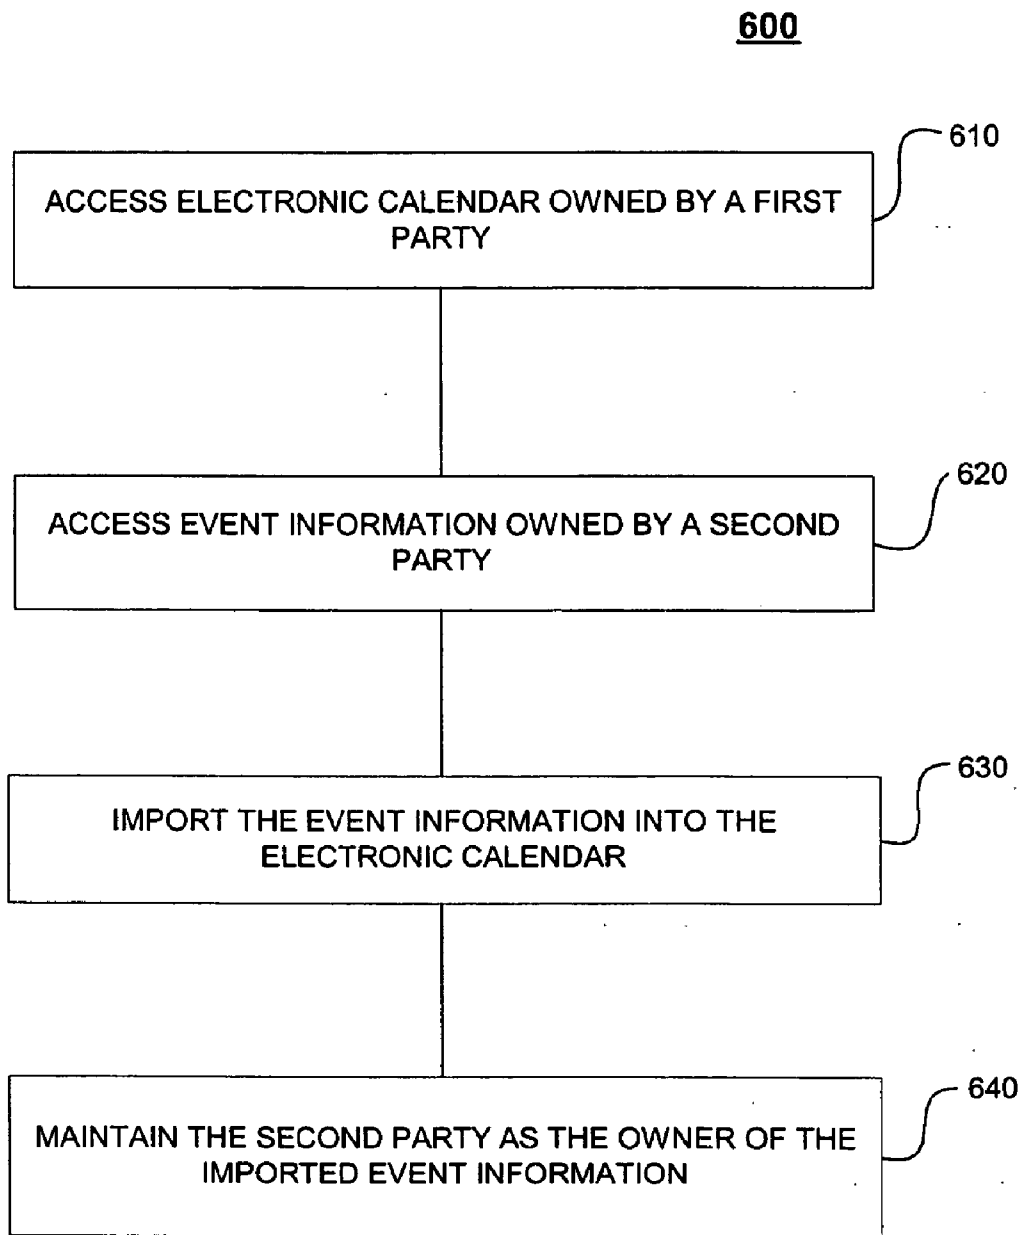 600
610
ACCESS ELECTRONIC CALENDAR OWNED BY A FIRST
PARTY
620
ACCESS EVENT INFORMATION OWNED BY A SECOND
PARTY
630
IMPORT THE EVENT INFORMATION INTO THE
ELECTRONIC CALENDAR
640
MAINTAIN THE SECOND PARTY AS THE OWNER OF THE
IMPORTED EVENT INFORMATION